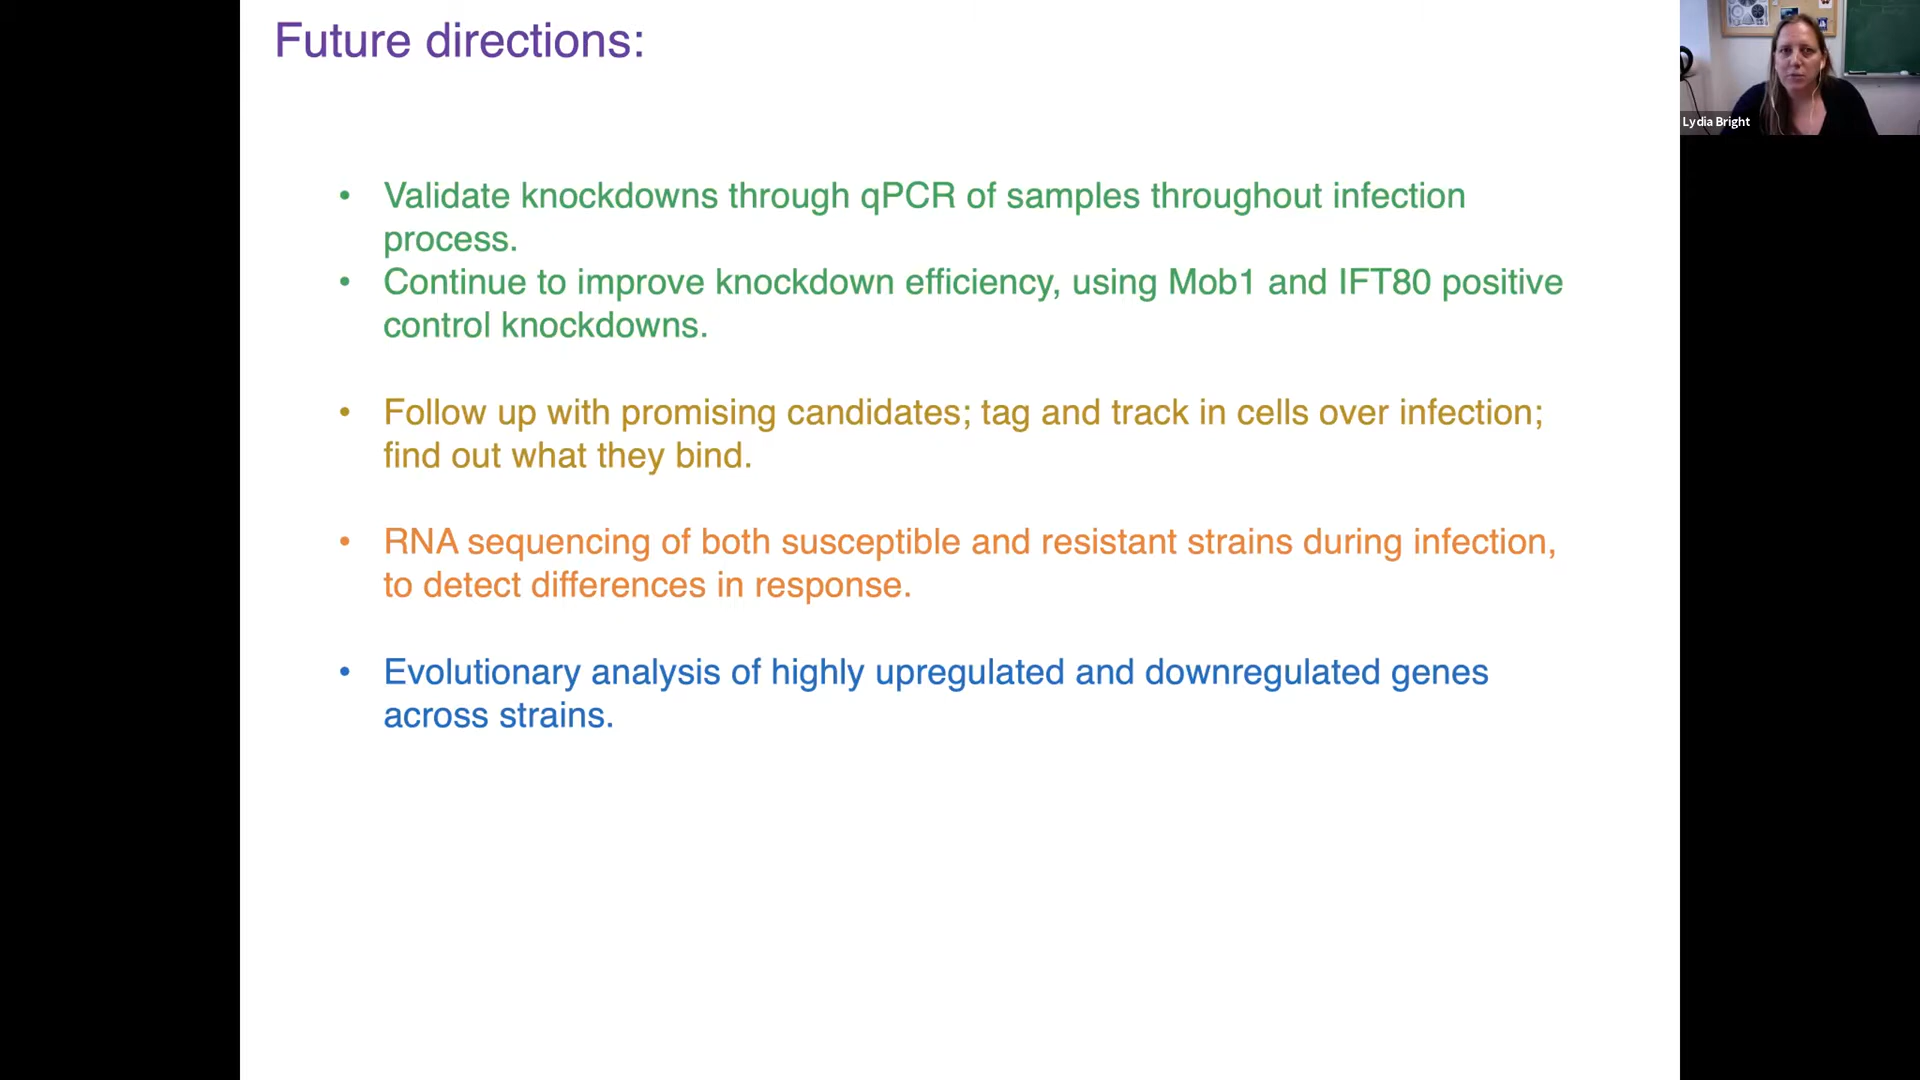 Future directions:
Lydia Bright
• Validate knockdowns through qPCR of samples throughout infection
process.
• Continue to improve knockdown efficiency, using Mob1 and IFT80 positive
control knockdowns.
• Follow up with promising candidates; tag and track in cells over infection;
find out what they bind.
• RNA sequencing of both susceptible and resistant strains during infection,
to detect differences in response.
• Evolutionary analysis of highly upregulated and downregulated genes
across strains.